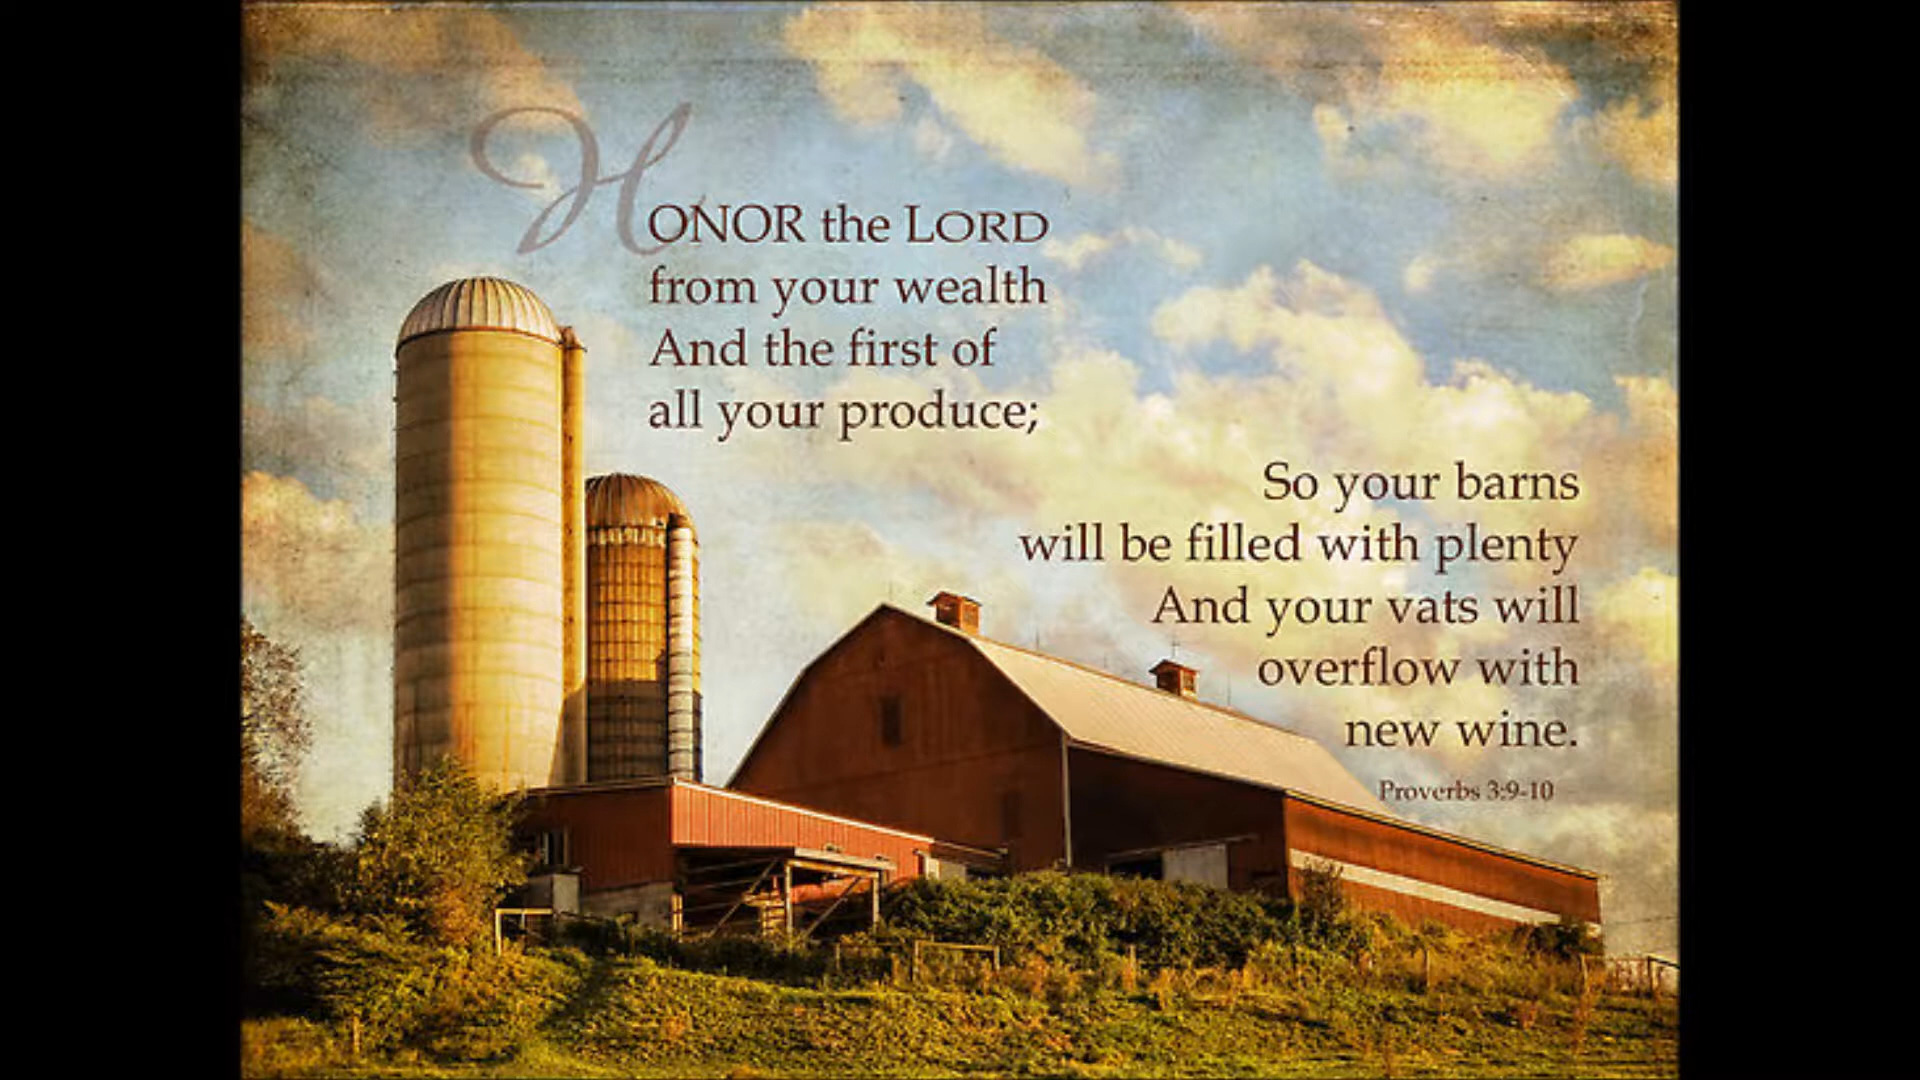 HONOR the LORD
from your wealth
And the first of
all your produce;
So your barns
will be filled with plenty
And your vats will
overflow with
new wine.
Proverbs 3:9-10